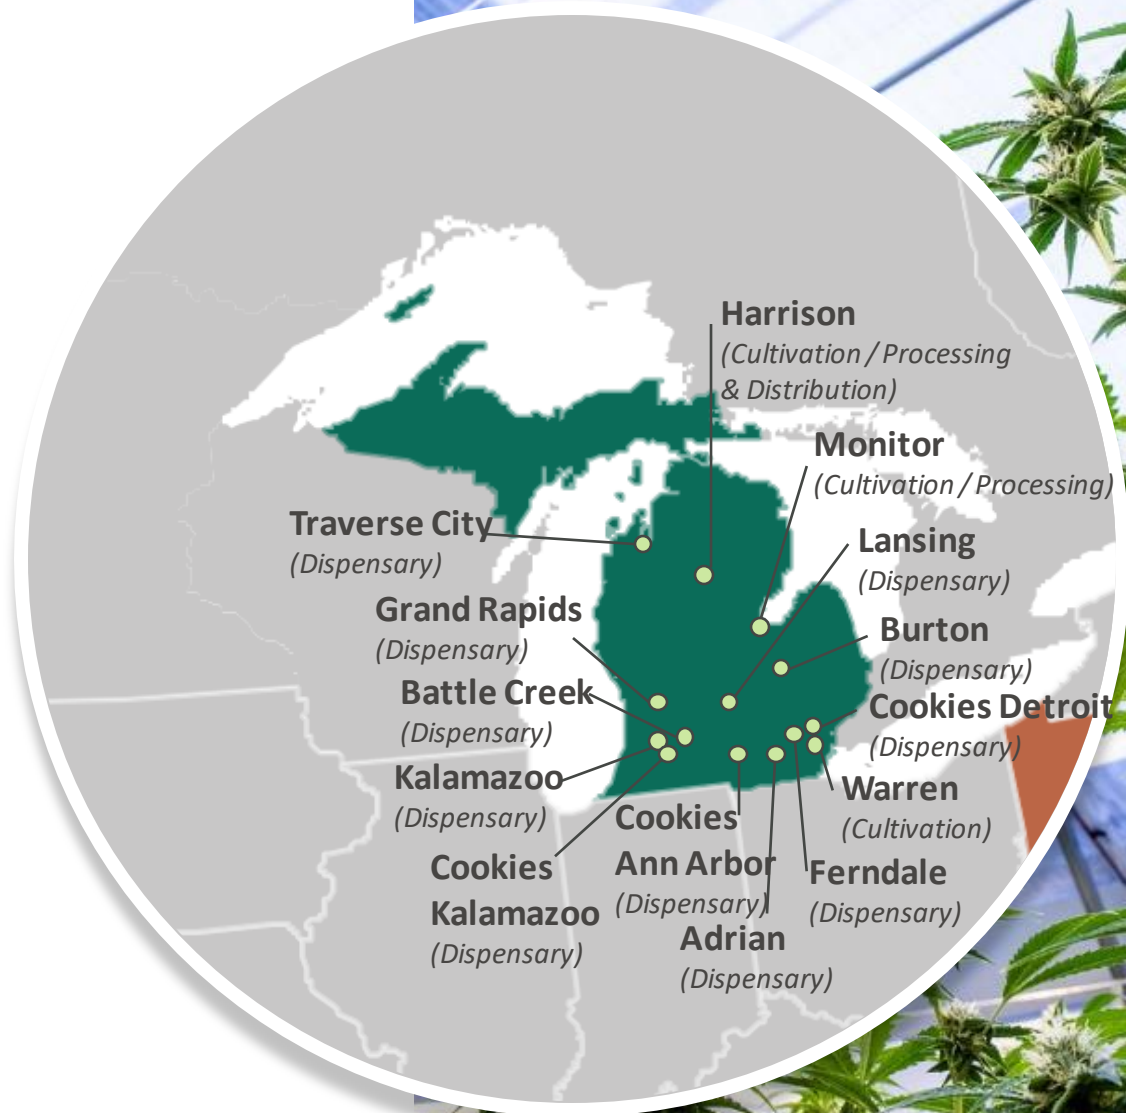 Harrison
(Cultivation / Processing
& Distribution)
Monitor
(Cultivation / Processing)
Traverse City
(Dispensary)
Lansing
(Dispensary)
Grand Rapids
(Dispensary)
Burton
(Dispensary)
Battle Creek
(Dispensary)
Cookies Detroit
(Dispensary)
Kalamazoo
(Dispensary)
Warren
(Cultivation)
Cookies
Ann Arbor
(Dispensary)
Cookies
Kalamazoo
(Dispensary)
Ferndale
(Dispensary)
Adrian
(Dispensary)